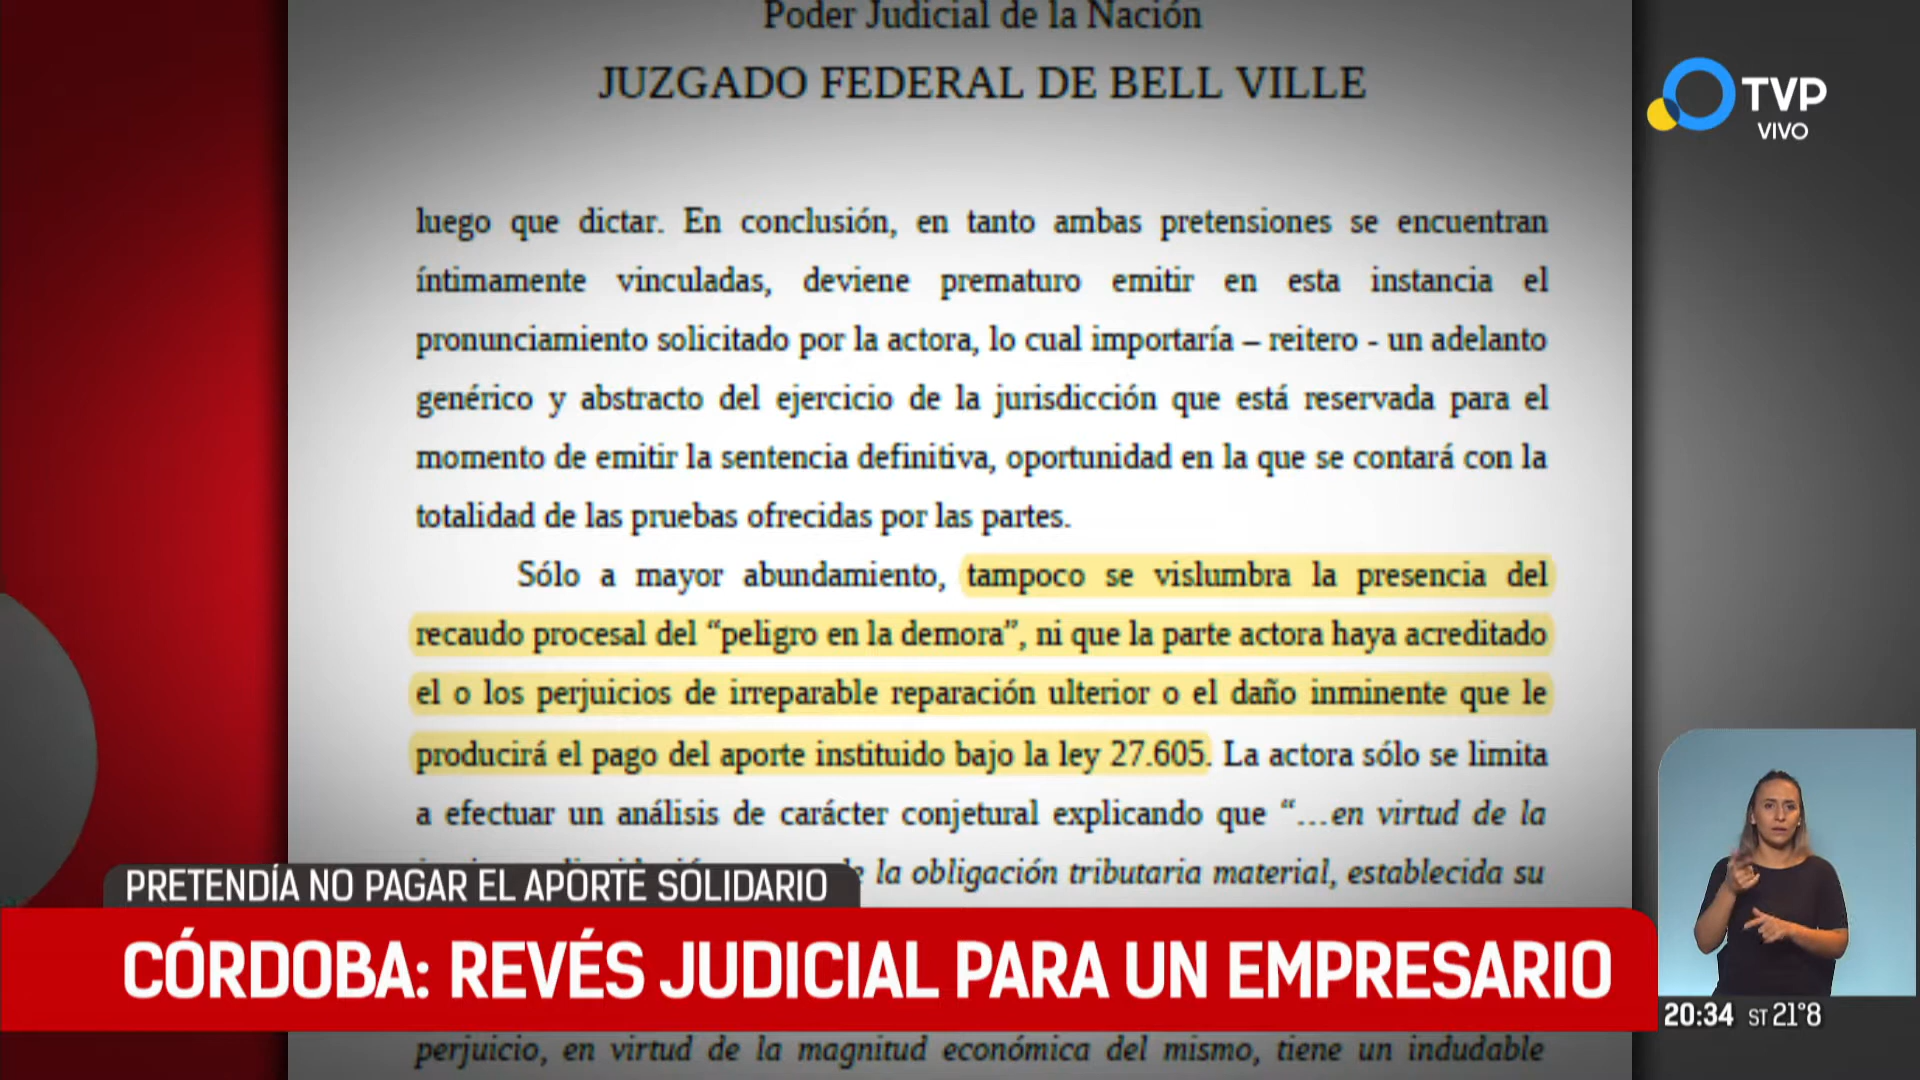 Poder Judicial de la Nación
JUZGADO FEDERAL DE BELL VILLE
TVP
VIVO
luego que dictar. En conclusión, en tanto ambas pretensiones se encuentran
íntimamente vinculadas, deviene prematuro emitir en esta instancia el
pronunciamiento solicitado por la actora, lo cual importaría – reitero - un adelanto
genérico y abstracto del ejercicio de la jurisdicción que está reservada para el
momento de emitir la sentencia definitiva, oportunidad en la que se contará con la
totalidad de las pruebas ofrecidas por las partes.
Sólo a mayor abundamiento, tampoco se vislumbra la presencia del
recaudo procesal del “peligro en la demora”, ni que la parte actora haya acreditado
el o los perjuicios de irreparable reparación ulterior o el daño inminente que le
producirá el pago del aporte instituido bajo la ley 27.605. La actora sólo se limita
a efectuar un análisis de carácter conjetural explicando que “…en virtud de la
la obligación tributaria material, establecida su
PRETENDÍA NO PAGAR EL APORTE SOLIDARIO
CÓRDOBA: REVÉS JUDICIAL PARA UN EMPRESARIO
20:34 ST 21°8
perjuicio, en virtud de la magnitud económica del mismo, tiene un indudable